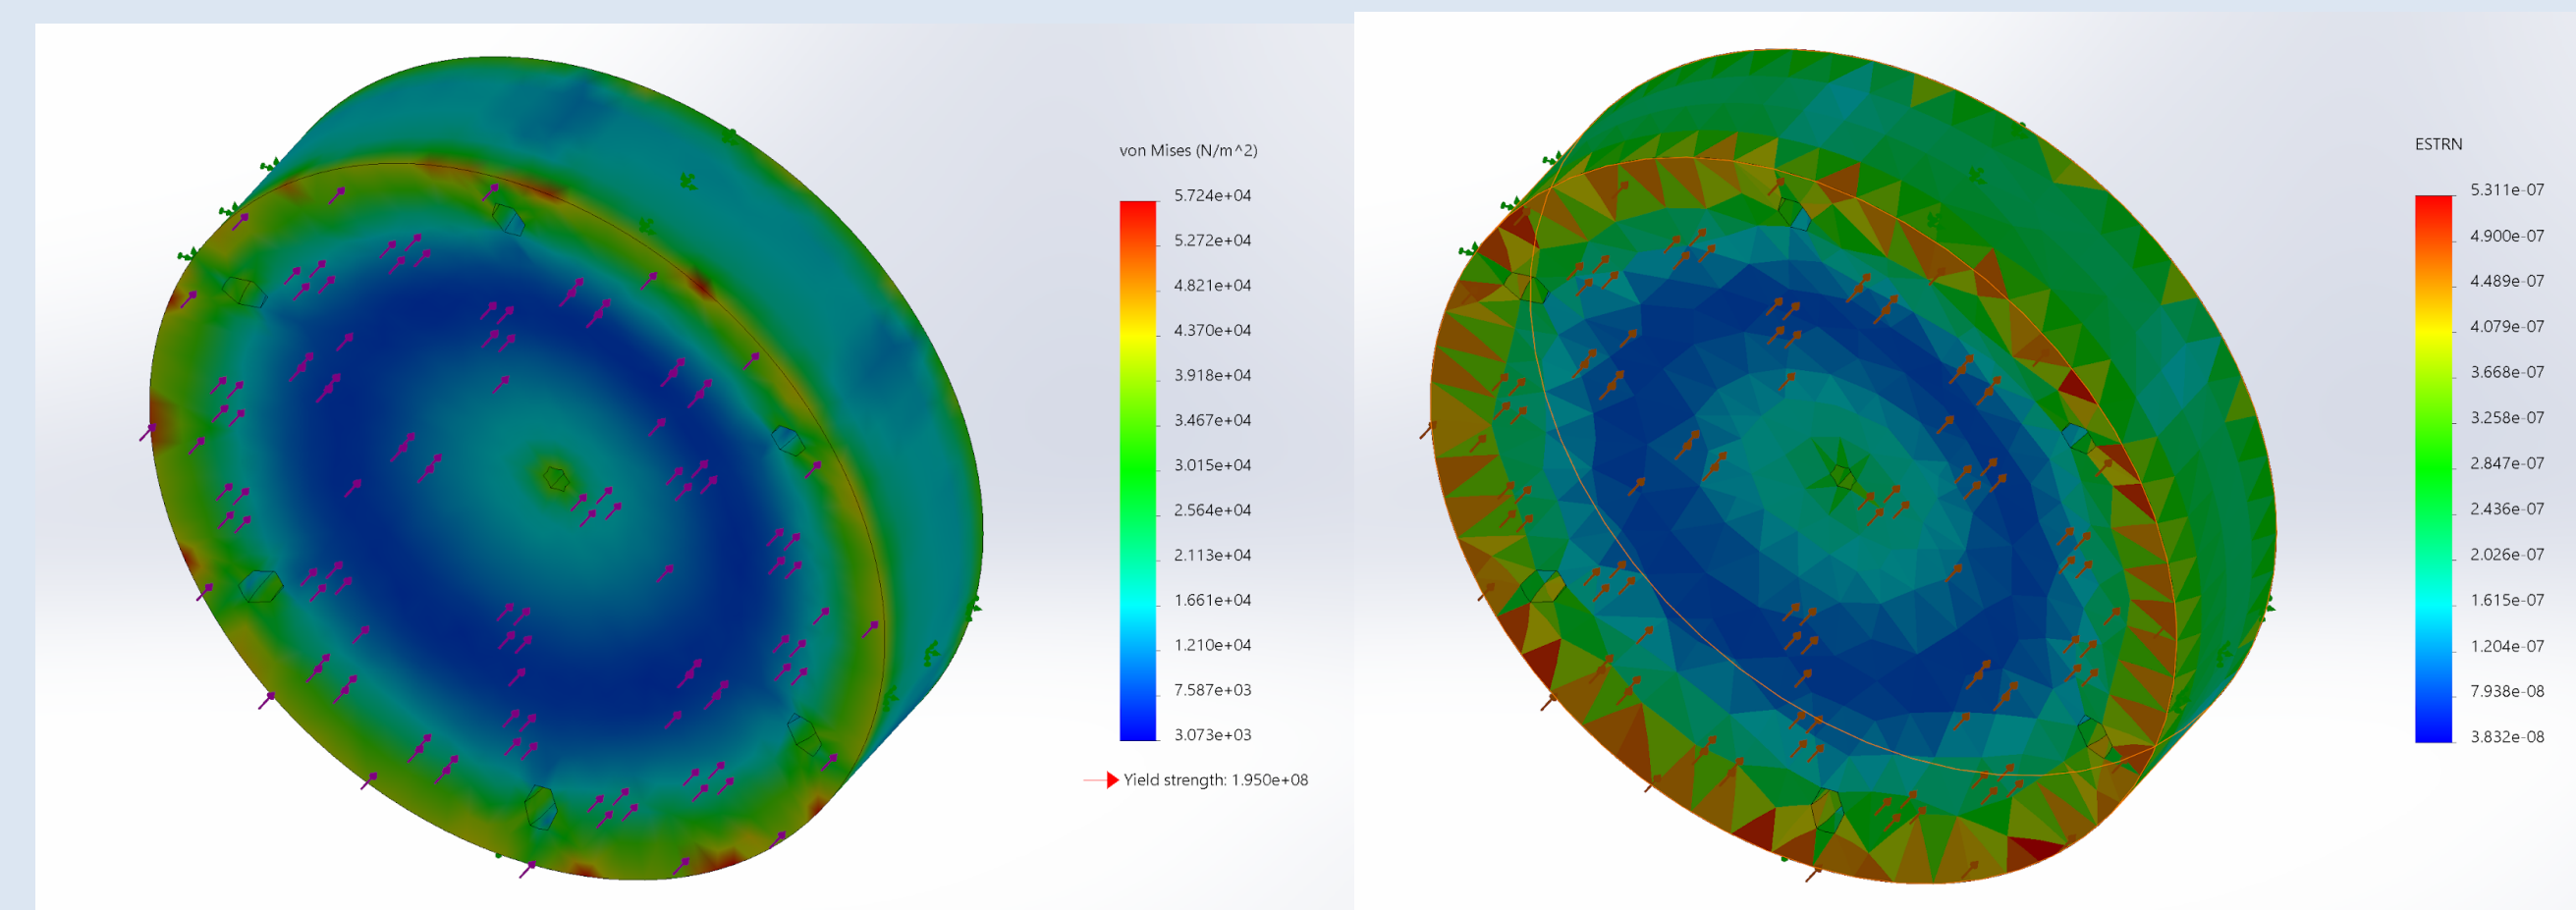 von Mises (N/m^2)
5.724e+04
5.272e+04
4.821e+04
4.370e+04
3.918e+04
3.467e+04
3.015e+04
2.564e+04
2.113e+04
1.661e+04
1.210e+04
7.587e+03
3.073e+03
Yield strength: 1.950e+08
ESTRN
5.311e-07
4.900e-07
4.489e-07
4.079e-07
3.668e-07
3.258e-07
2.847e-07
2.436e-07
2.026e-07
1.615e-07
1.204e-07
7.938e-08
3.832e-08